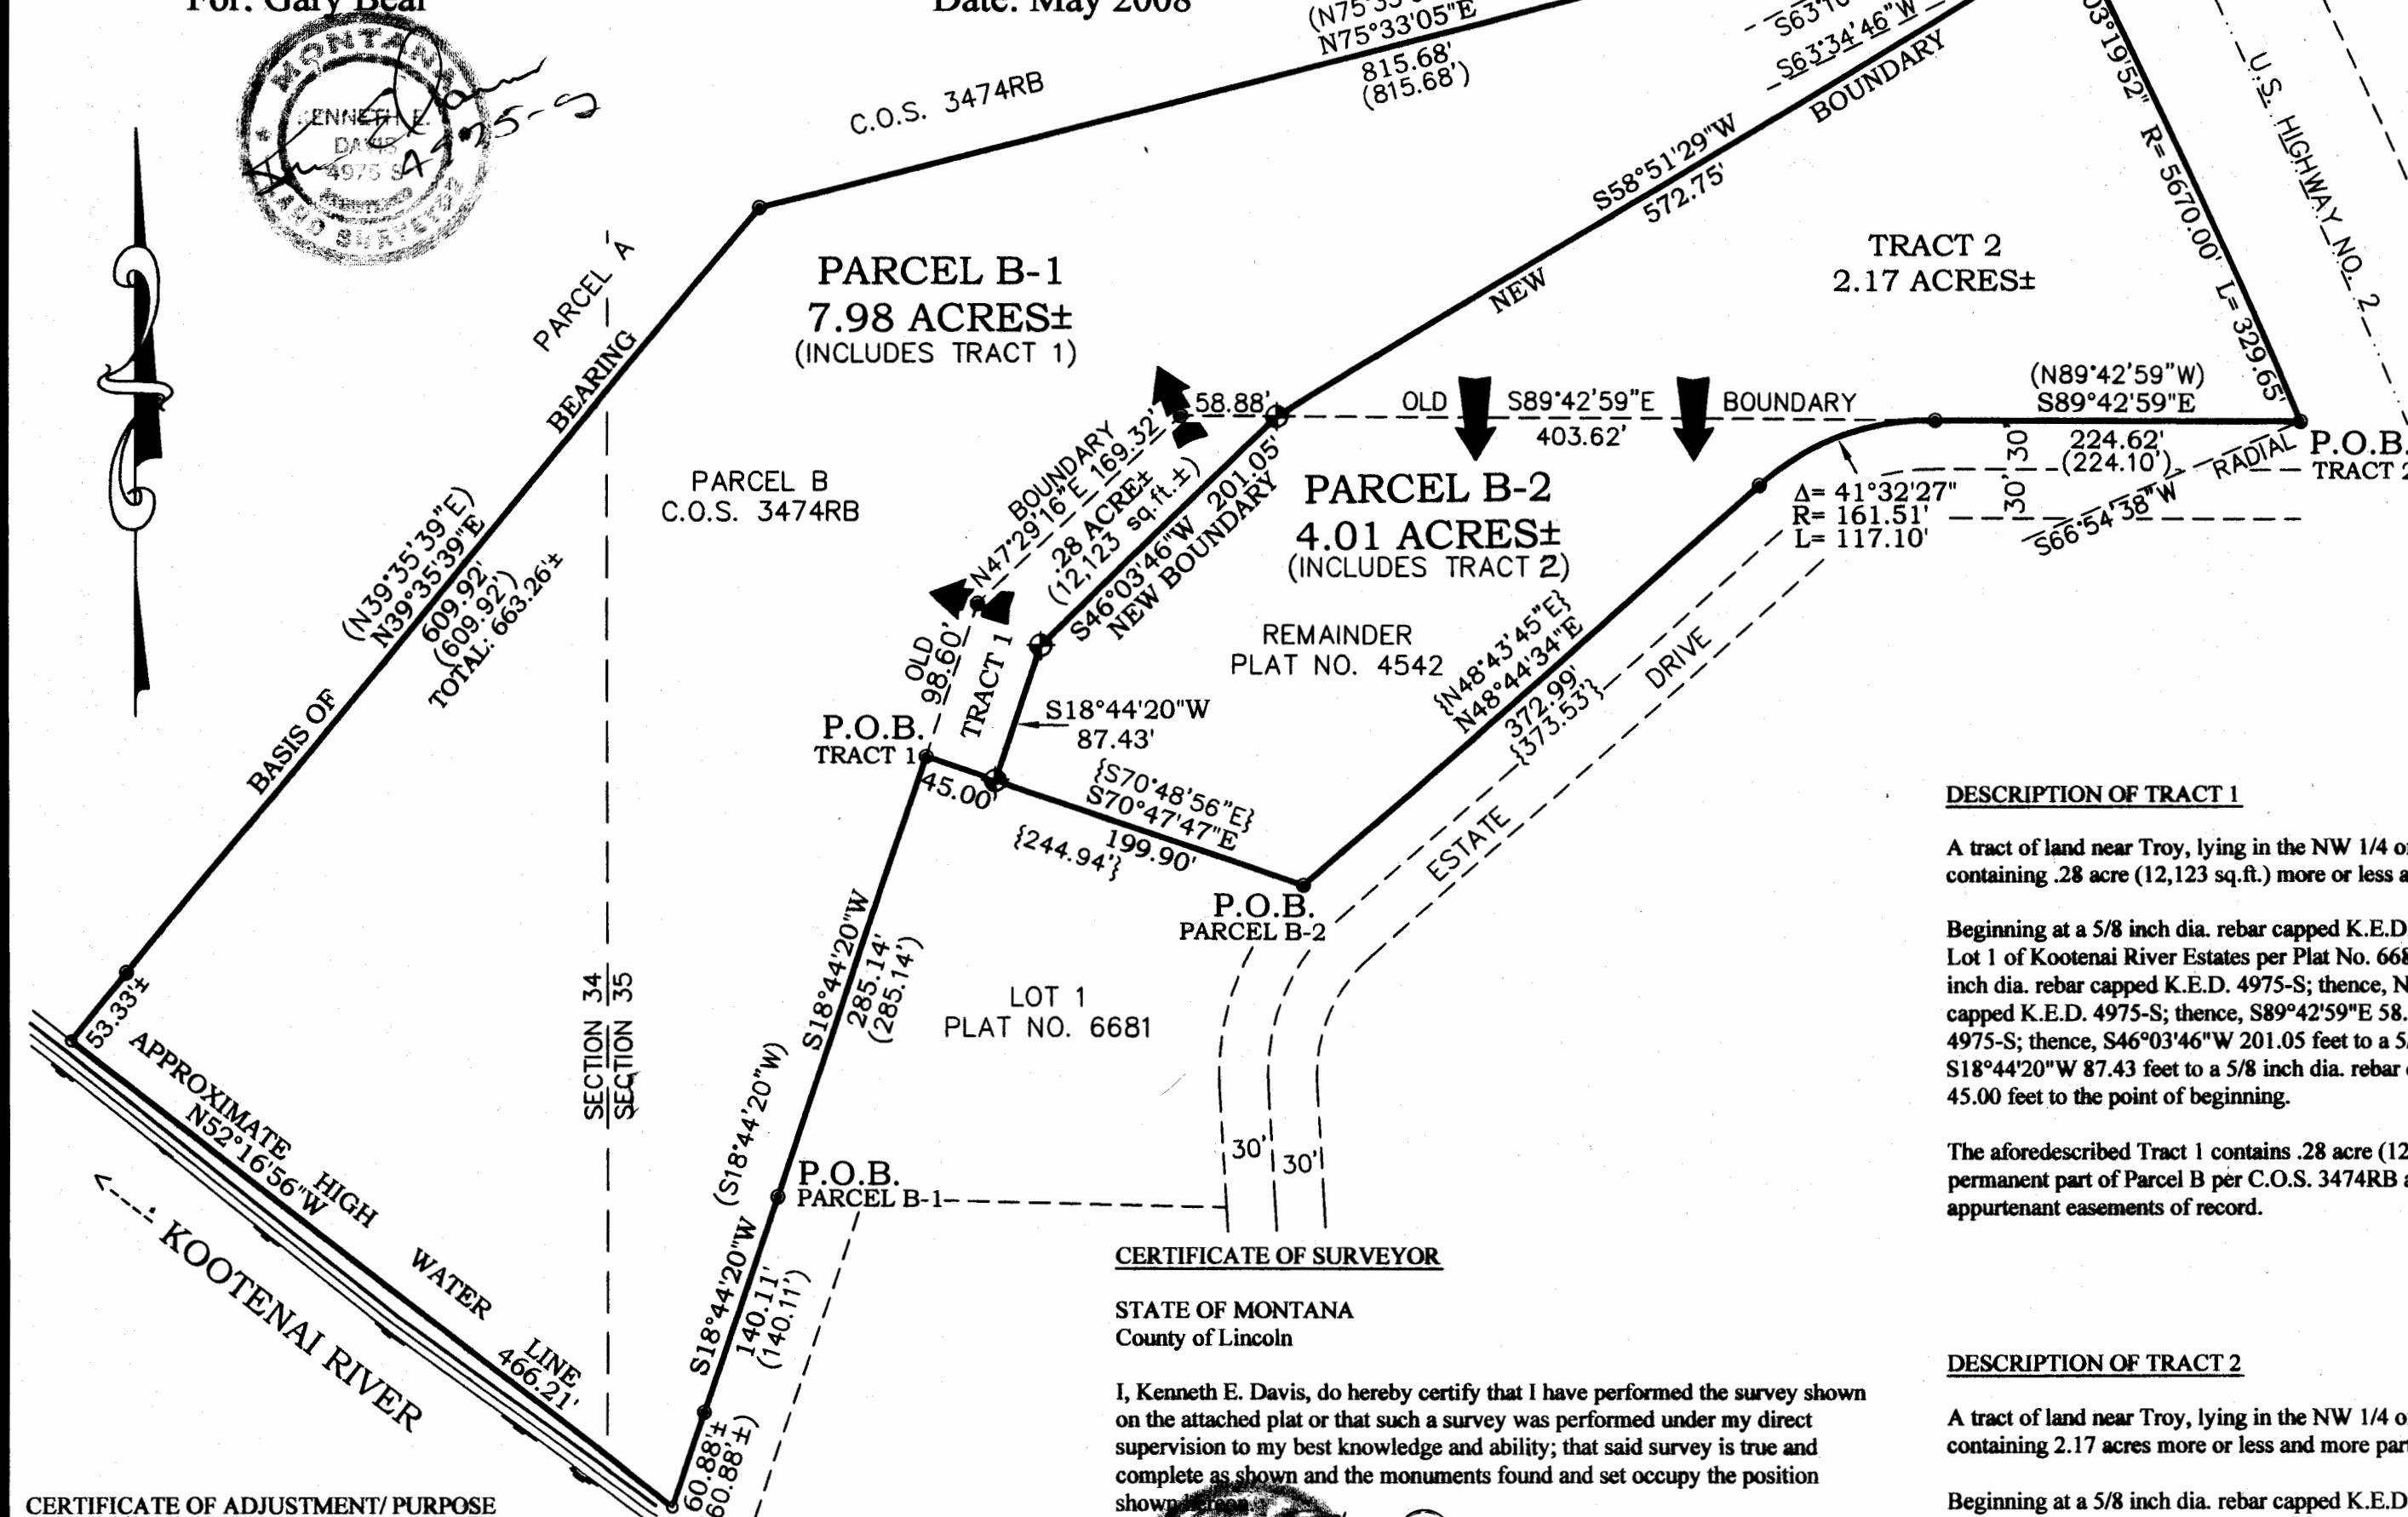 For: Gary Bear
Date: May 2008
MONTANA
KENNETH E.
DAVIS
4975 S
LAND SURVEYOR
4975-S
C.O.S. 3474RB
N75°33'05"E
815.68'
(815.68')
S63°34'46"W
BOUNDARY
NEW
S58°51'29"W
572.75'
03°19'52" R= 5670.00' L= 329.65'
U.S. HIGHWAY NO. 2
TRACT 2
2.17 ACRES±
PARCEL A
PARCEL B-1
7.98 ACRES±
(INCLUDES TRACT 1)
BASIS OF BEARING
(N39°35'39"E)
N39°35'39"E
609.92'
(609.92')
TOTAL: 663.26'±
PARCEL B
C.O.S. 3474RB
58.88'
OLD S89°42'59"E BOUNDARY
403.62'
(N89°42'59"W)
S89°42'59"E
224.62'
(224.10')
30'
30'
RADIAL
S66°54'38"W
P.O.B.
TRACT 2
Δ= 41°32'27"
R= 161.51'
L= 117.10'
OLD BOUNDARY
98.60'
N47°29'16"E 169.32'
.28 ACRE±
(12,123 sq.ft.±)
S46°03'46"W 201.05'
NEW BOUNDARY
TRACT 1
PARCEL B-2
4.01 ACRES±
(INCLUDES TRACT 2)
REMAINDER
PLAT NO. 4542
{N48°43'45"E}
N48°44'34"E
372.99'
{373.53'}
ESTATE DRIVE
S18°44'20"W
87.43'
P.O.B.
TRACT 1
45.00'
{S70°48'56"E}
S70°47'47"E
199.90'
{244.94'}
P.O.B.
PARCEL B-2
S18°44'20"W
285.14'
(285.14')
LOT 1
PLAT NO. 6681
SECTION 34
SECTION 35
53.33'±
APPROXIMATE HIGH WATER LINE
N52°16'56"W
466.21'
KOOTENAI RIVER
(S18°44'20"W)
P.O.B.
PARCEL B-1
S18°44'20"W
140.11'
(140.11')
60.88'±
60.88'±)
30'
30'
DESCRIPTION OF TRACT 1
A tract of land near Troy, lying in the NW 1/4
containing .28 acre (12,123 sq.ft.) more or less
Beginning at a 5/8 inch dia. rebar capped K.E.D.
Lot 1 of Kootenai River Estates per Plat No. 668
inch dia. rebar capped K.E.D. 4975-S; thence, N
capped K.E.D. 4975-S; thence, S89°42'59"E 58.
4975-S; thence, S46°03'46"W 201.05 feet to a 5/
S18°44'20"W 87.43 feet to a 5/8 inch dia. rebar
45.00 feet to the point of beginning.
The aforedescribed Tract 1 contains .28 acre (12
permanent part of Parcel B per C.O.S. 3474RB
appurtenant easements of record.
CERTIFICATE OF SURVEYOR
STATE OF MONTANA
County of Lincoln
I, Kenneth E. Davis, do hereby certify that I have performed the survey shown
on the attached plat or that such a survey was performed under my direct
supervision to my best knowledge and ability; that said survey is true and
complete as shown and the monuments found and set occupy the position
shown hereon.
DESCRIPTION OF TRACT 2
A tract of land near Troy, lying in the NW 1/4
containing 2.17 acres more or less and more par
Beginning at a 5/8 inch dia. rebar capped K.E.D
CERTIFICATE OF ADJUSTMENT/ PURPOSE